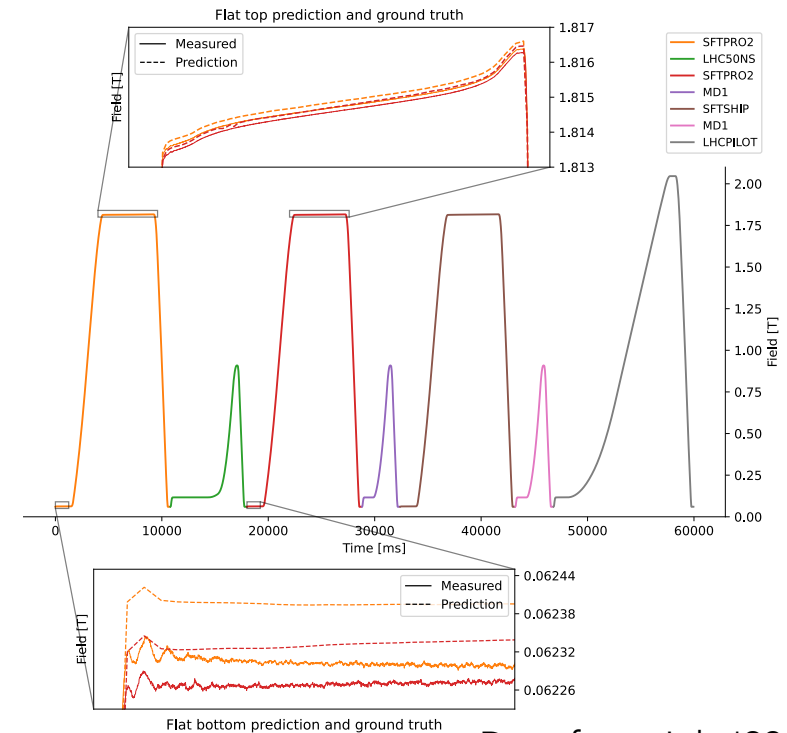 Flat top prediction and ground truth
Measured
Prediction
Field [T]
1.817
1.816
1.815
1.814
1.813
SFTPRO2
LHC50NS
SFTPRO2
MD1
SFTSHIP
MD1
LHCPILOT
2.00
1.75
1.50
1.25
1.00
0.75
0.50
0.25
0.00
Field [T]
0 10000 20000 30000 40000 50000 60000
Time [ms]
Measured
Prediction
Field [T]
0.06244
0.06238
0.06232
0.06226
Flat bottom prediction and ground truth